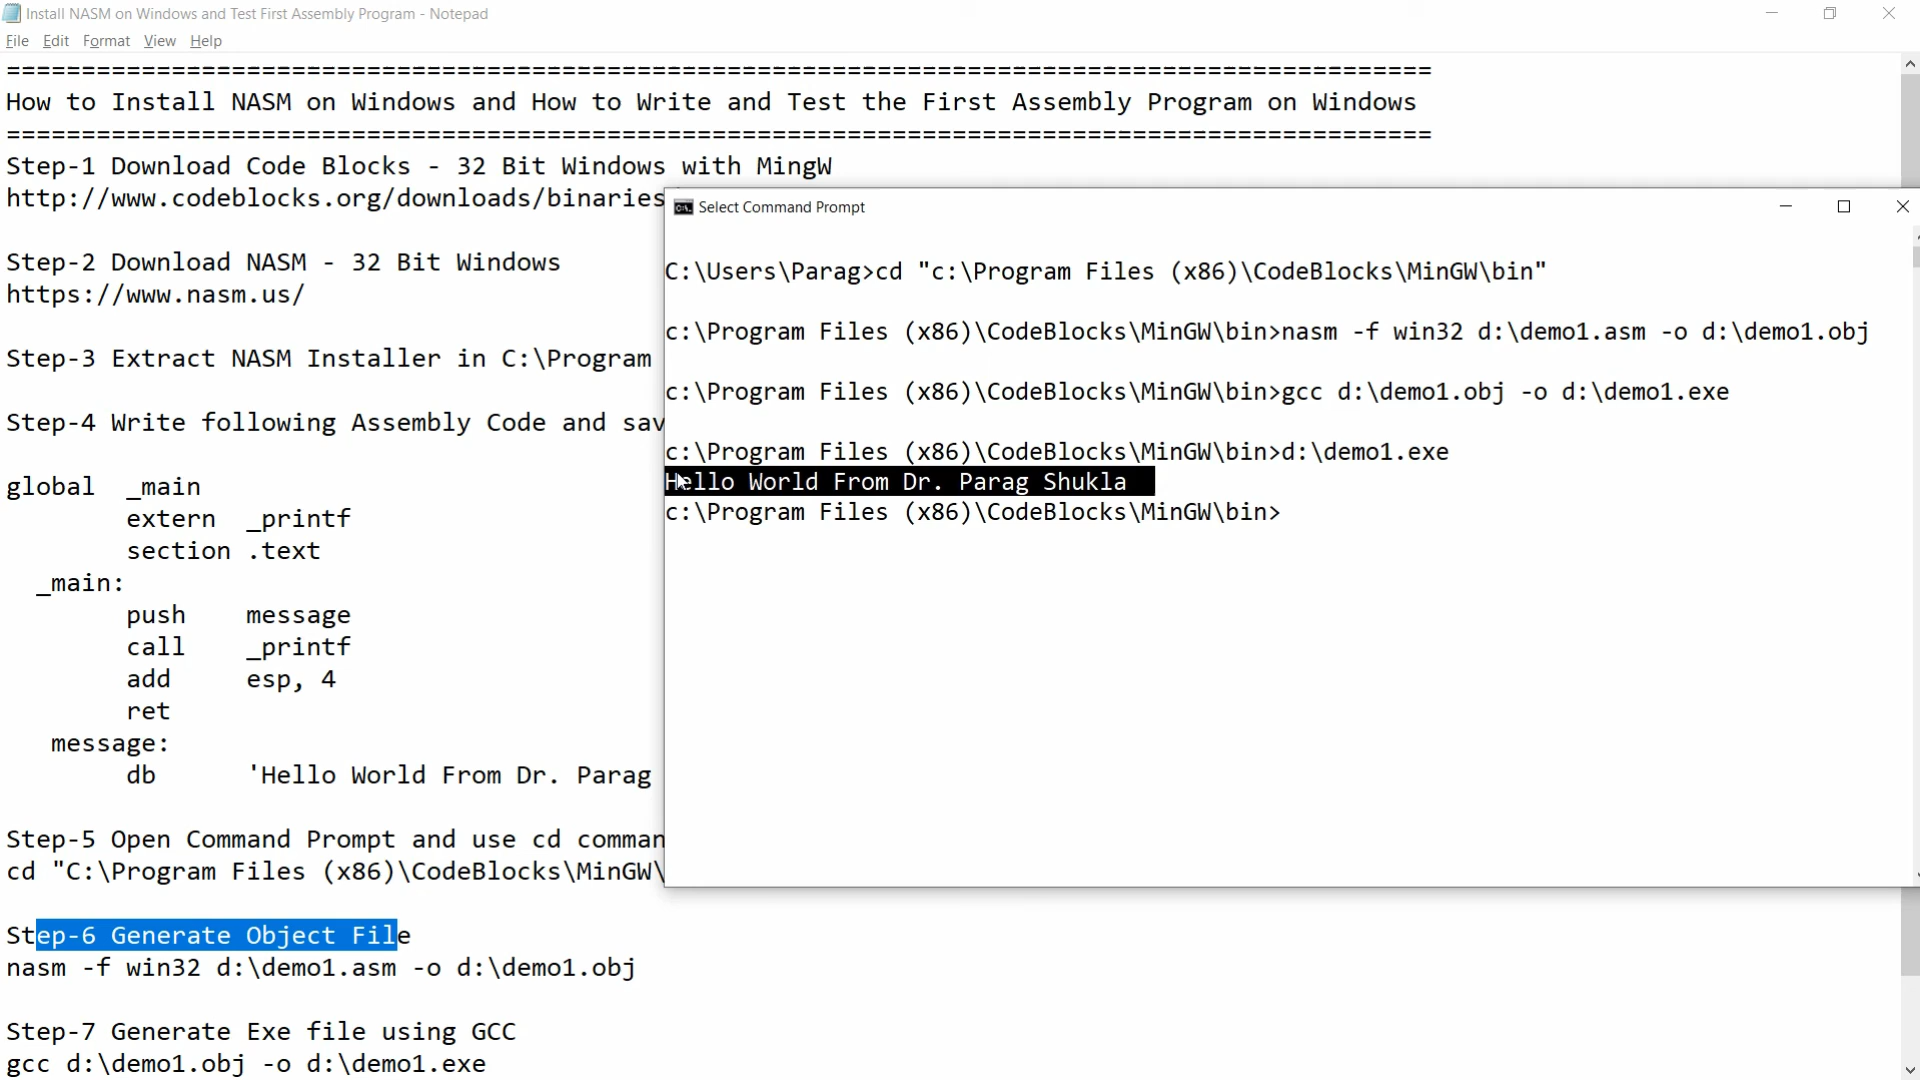 Install NASM on Windows and Test First Assembly Program - Notepad
File Edit Format View Help
===============================================================================================
How to Install NASM on Windows and How to Write and Test the First Assembly Program on Windows
===============================================================================================
Step-1 Download Code Blocks - 32 Bit Windows with MingW
http://www.codeblocks.org/downloads/binaries
Step-2 Download NASM - 32 Bit Windows
https://www.nasm.us/
Step-3 Extract NASM Installer in C:\Program
Step-4 Write following Assembly Code and sav
global _main
extern _printf
section .text
_main:
push message
call _printf
add esp, 4
ret
message:
db 'Hello World From Dr. Parag
Step-5 Open Command Prompt and use cd comman
cd "C:\Program Files (x86)\CodeBlocks\MinGW\
Step-6 Generate Object File
nasm -f win32 d:\demo1.asm -o d:\demo1.obj
Step-7 Generate Exe file using GCC
gcc d:\demo1.obj -o d:\demo1.exe
Select Command Prompt
C:\Users\Parag>cd "c:\Program Files (x86)\CodeBlocks\MinGW\bin"
c:\Program Files (x86)\CodeBlocks\MinGW\bin>nasm -f win32 d:\demo1.asm -o d:\demo1.obj
c:\Program Files (x86)\CodeBlocks\MinGW\bin>gcc d:\demo1.obj -o d:\demo1.exe
c:\Program Files (x86)\CodeBlocks\MinGW\bin>d:\demo1.exe
Hello World From Dr. Parag Shukla
c:\Program Files (x86)\CodeBlocks\MinGW\bin>